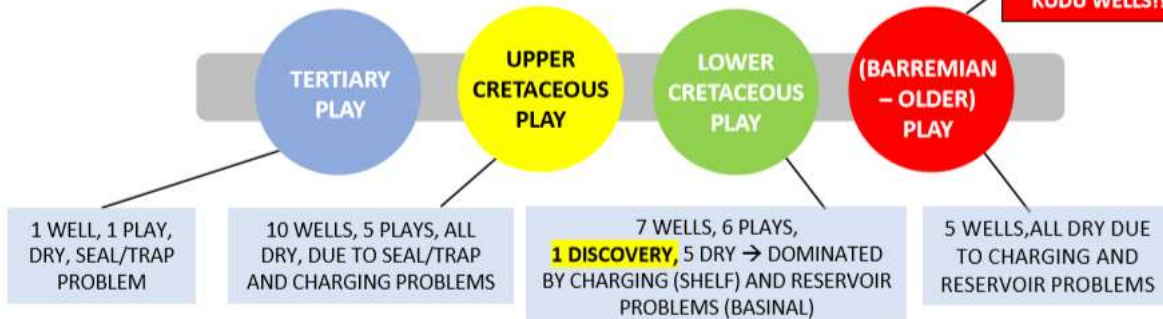 KUDU WELLS!!
TERTIARY
PLAY
UPPER
CRETACEOUS
PLAY
LOWER
CRETACEOUS
PLAY
(BARREMIAN
– OLDER)
PLAY
1 WELL, 1 PLAY,
DRY, SEAL/TRAP
PROBLEM
10 WELLS, 5 PLAYS, ALL
DRY, DUE TO SEAL/TRAP
AND CHARGING PROBLEMS
7 WELLS, 6 PLAYS,
1 DISCOVERY, 5 DRY → DOMINATED
BY CHARGING (SHELF) AND RESERVOIR
PROBLEMS (BASINAL)
5 WELLS,ALL DRY DUE
TO CHARGING AND
RESERVOIR PROBLEMS